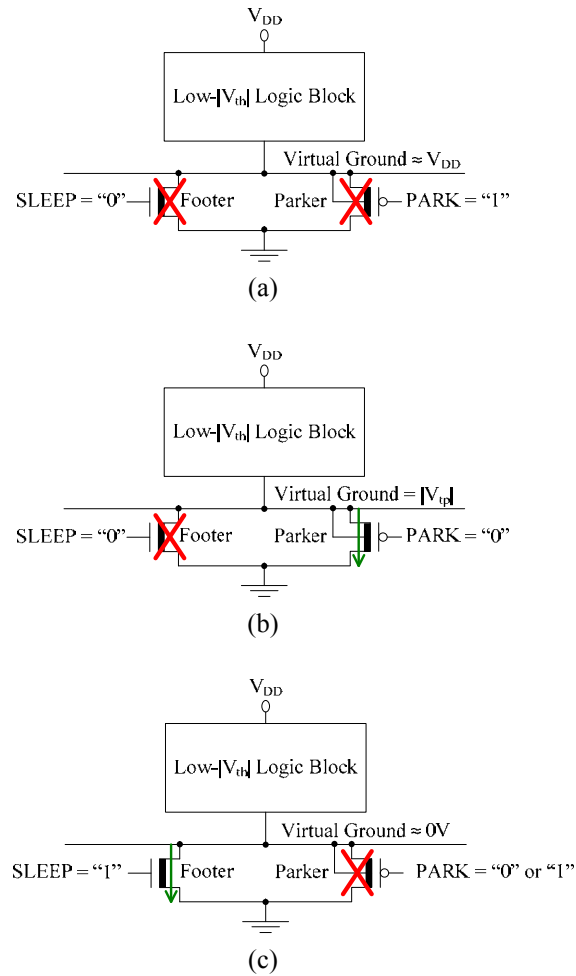 V_DD
Low-|V_th| Logic Block
Virtual Ground ≈ V_DD
SLEEP = “0” Footer Parker PARK = “1”
(a)
V_DD
Low-|V_th| Logic Block
Virtual Ground = |V_tp|
SLEEP = “0” Footer Parker PARK = “0”
(b)
V_DD
Low-|V_th| Logic Block
Virtual Ground ≈ 0V
SLEEP = “1” Footer Parker PARK = “0” or “1”
(c)